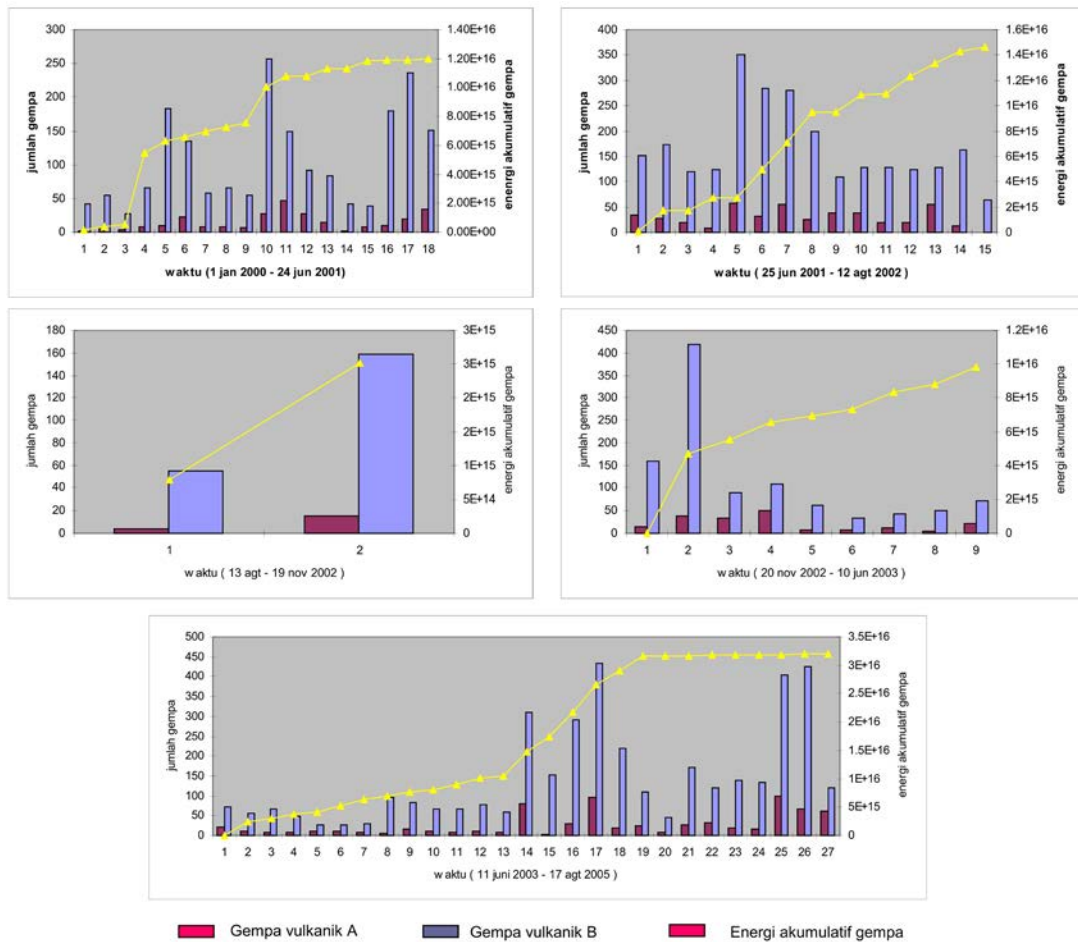 300
250
200
150
100
50
0
jumlah gempa
1.40E+16
1.20E+16
1.00E+16
8.00E+15
6.00E+15
4.00E+15
2.00E+15
0.00E+00
enenrgi akumulatif gempa
1 2 3 4 5 6 7 8 9 10 11 12 13 14 15 16 17 18
waktu (1 jan 2000 - 24 jun 2001)
400
350
300
250
200
150
100
50
0
jumlah gempa
1.6E+16
1.4E+16
1.2E+16
1E+16
8E+15
6E+15
4E+15
2E+15
0
energi akumulatif gempa
1 2 3 4 5 6 7 8 9 10 11 12 13 14 15
waktu ( 25 jun 2001 - 12 agt 2002 )
180
160
140
120
100
80
60
40
20
0
jumlah gempa
3E+15
3E+15
2E+15
2E+15
1E+15
5E+14
0
energi akumulatif gempa
1 2
waktu ( 13 agt - 19 nov 2002 )
450
400
350
300
250
200
150
100
50
0
jumlah gempa
1.2E+16
1E+16
8E+15
6E+15
4E+15
2E+15
0
energi akumulatif gempa
1 2 3 4 5 6 7 8 9
waktu ( 20 nov 2002 - 10 jun 2003 )
500
450
400
350
300
250
200
150
100
50
0
jumlah gempa
3.5E+16
3E+16
2.5E+16
2E+16
1.5E+16
1E+16
5E+15
0
energi akumulatif gempa
1 2 3 4 5 6 7 8 9 10 11 12 13 14 15 16 17 18 19 20 21 22 23 24 25 26 27
waktu ( 11 juni 2003 - 17 agt 2005 )
Gempa vulkanik A Gempa vulkanik B Energi akumulatif gempa